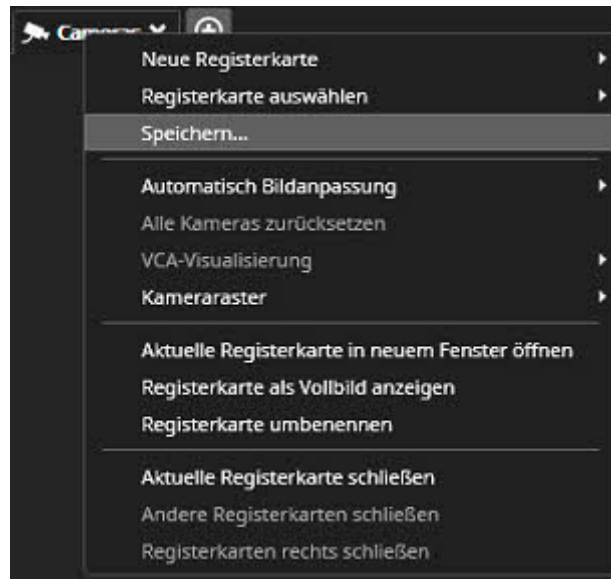 Cameras
Neue Registerkarte
Registerkarte auswählen
Speichern...
Automatisch Bildanpassung
Alle Kameras zurücksetzen
VCA-Visualisierung
Kameraraster
Aktuelle Registerkarte in neuem Fenster öffnen
Registerkarte als Vollbild anzeigen
Registerkarte umbenennen
Aktuelle Registerkarte schließen
Andere Registerkarten schließen
Registerkarten rechts schließen